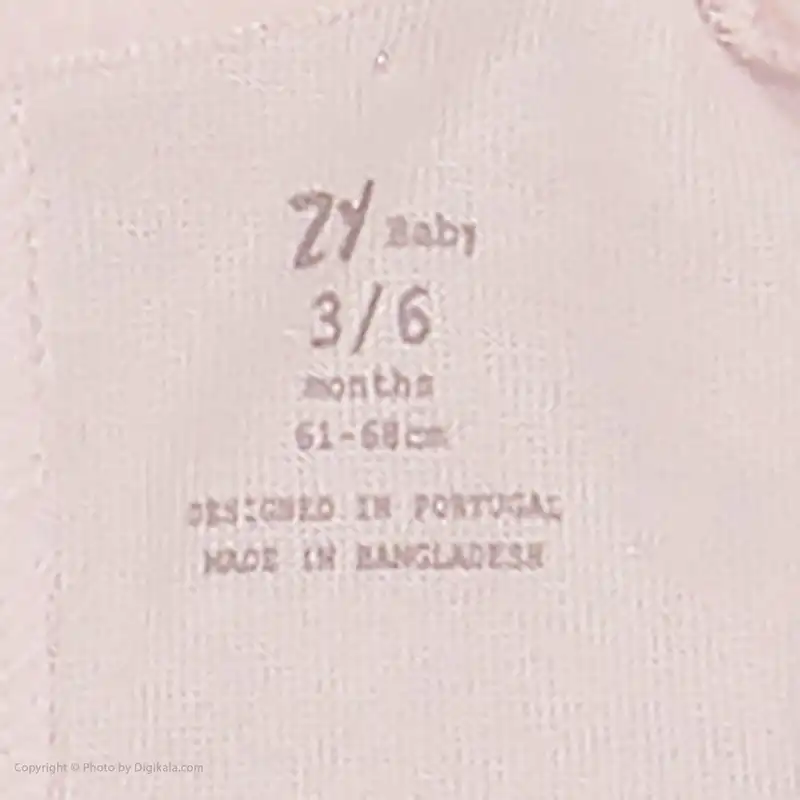 ZY Baby
3/6
months
61-68cm
DESIGNED IN PORTUGAL
MADE IN BANGLADESH
Copyright © Photo by Digikala.com